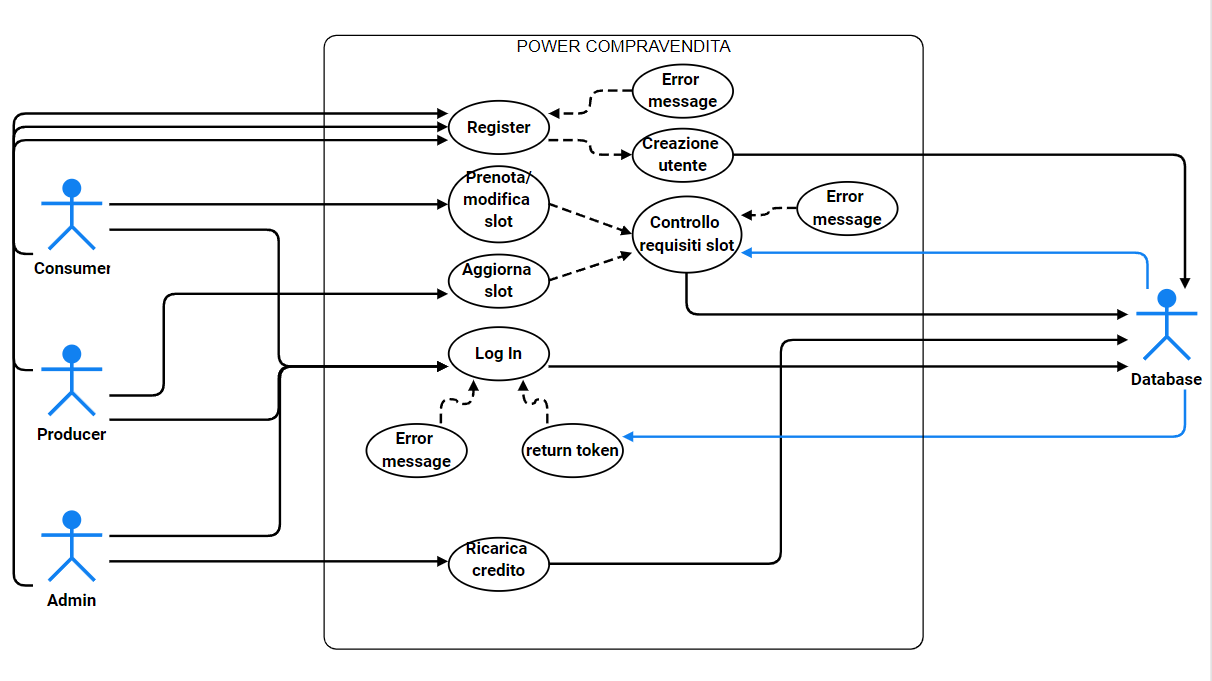 POWER COMPRAVENDITA
Error
message
Register
Creazione
utente
Prenota/
modifica
slot
Controllo
requisiti slot
Error
message
Consumer
Aggiorna
slot
Log In
Database
Producer
Error
message
return token
Ricarica
credito
Admin